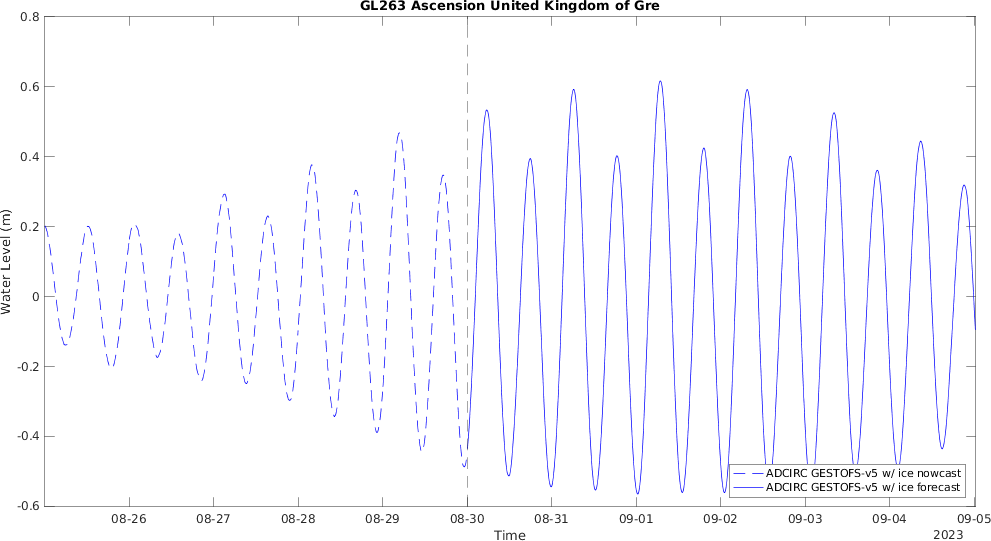 GL263 Ascension United Kingdom of Gre
Water Level (m)
0.8
0.6
0.4
0.2
0
-0.2
-0.4
-0.6
ADCIRC GESTOFS-v5 w/ ice nowcast
ADCIRC GESTOFS-v5 w/ ice forecast
08-26 08-27 08-28 08-29 08-30 08-31 09-01 09-02 09-03 09-04 09-05
Time
2023